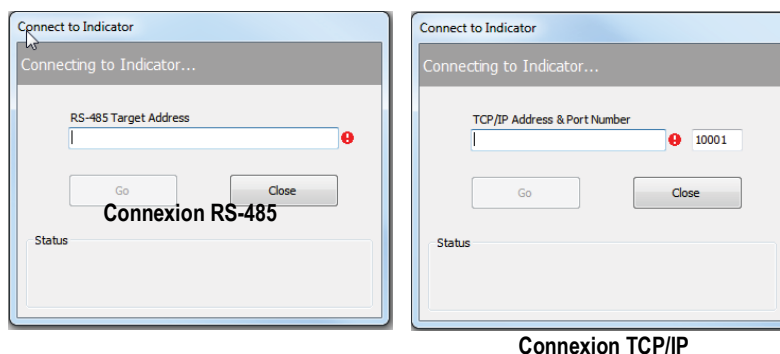 Connect to Indicator
Connecting to Indicator...
RS-485 Target Address
Go
Close
Connexion RS-485
Status
Connect to Indicator
Connecting to Indicator...
TCP/IP Address & Port Number
10001
Go
Close
Status
Connexion TCP/IP